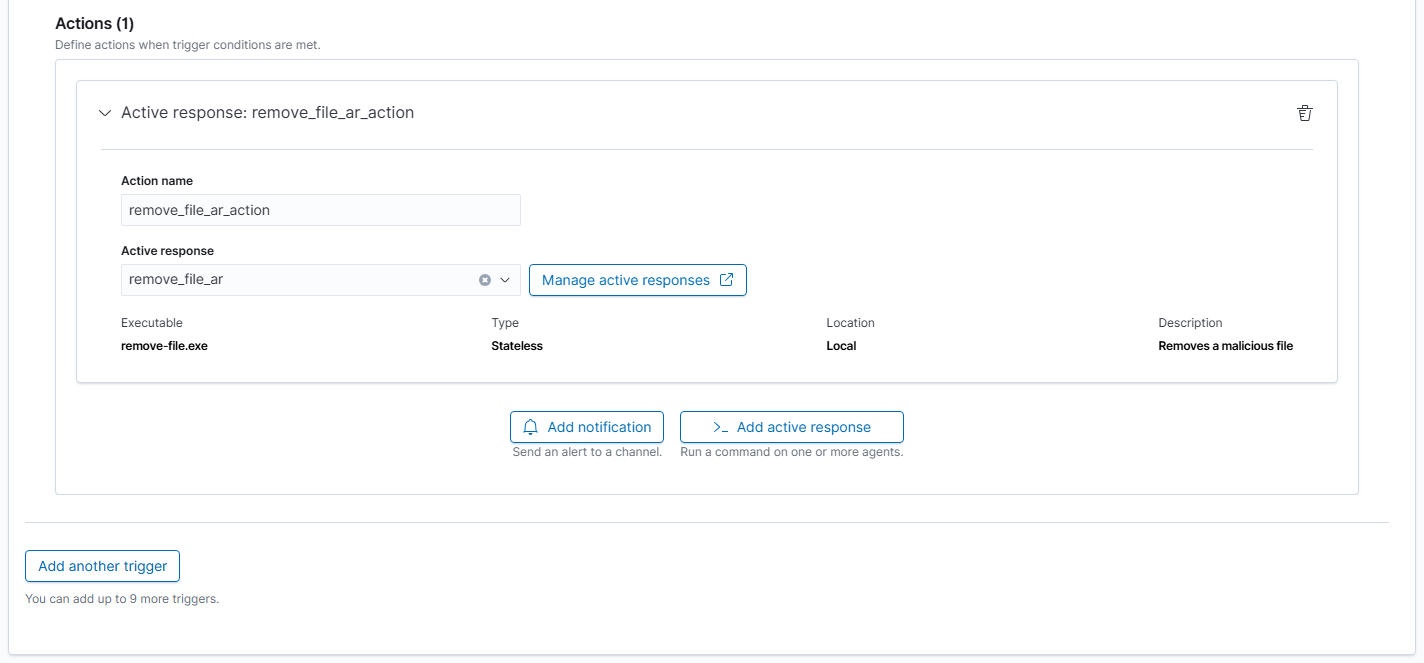 Actions (1)
Define actions when trigger conditions are met.
Active response: remove_file_ar_action
Action name
remove_file_ar_action
Active response
remove_file_ar
Manage active responses
Executable Type Location Description
remove-file.exe Stateless Local Removes a malicious file
Add notification Add active response
Send an alert to a channel. Run a command on one or more agents.
Add another trigger
You can add up to 9 more triggers.